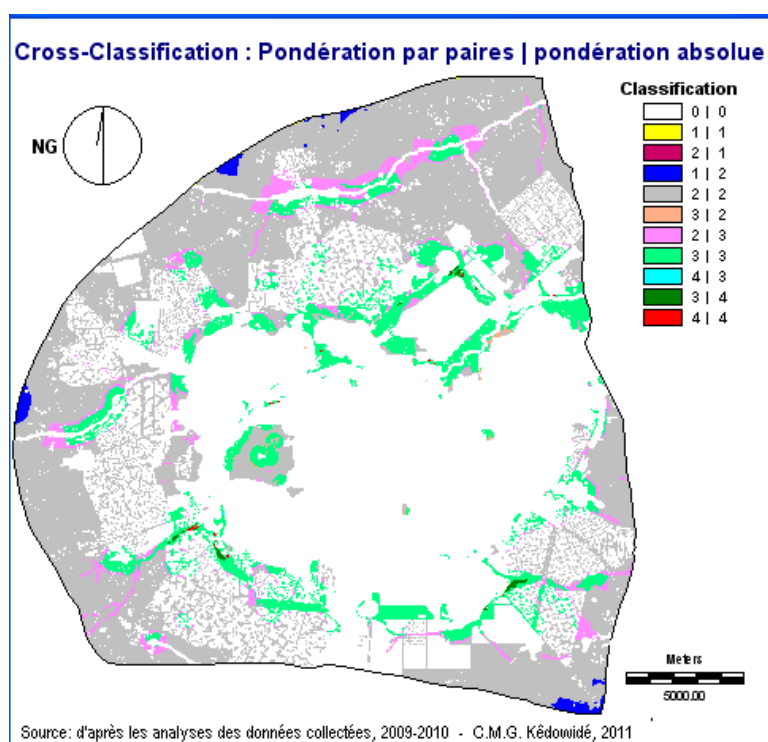 Cross-Classification : Pondération par paires | pondération absolue
NG
Classification
0 | 0
1 | 1
2 | 1
1 | 2
2 | 2
3 | 2
2 | 3
3 | 3
4 | 3
3 | 4
4 | 4
Meters
5000.00
Source: d'après les analyses des données collectées, 2009-2010 - C.M.G. Kêdowidé, 2011